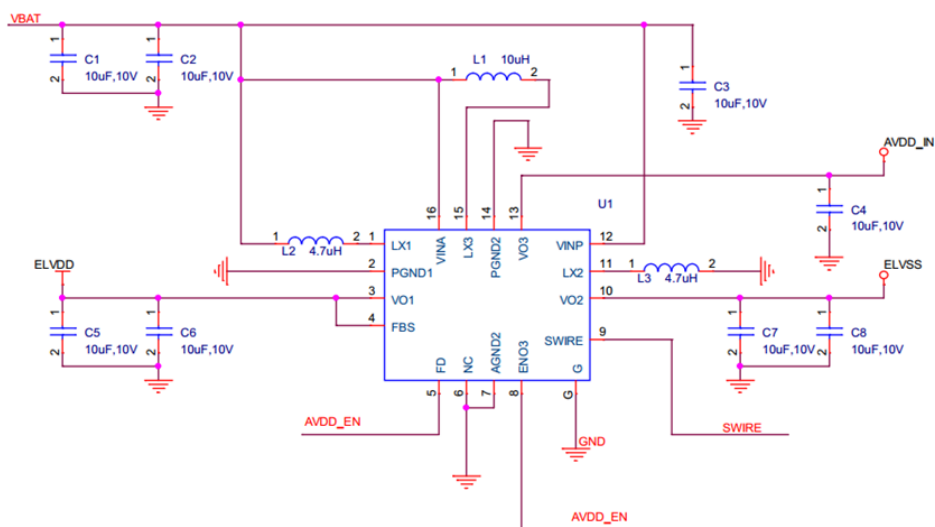 VBAT
1 C1
2 10uF,10V
1 C2
2 10uF,10V
L1 10uH
1 2
1 C3
2 10uF,10V
AVDD_IN
1 C4
2 10uF,10V
U1
16 15 14 13
VINA LX3 PGND2 VO3
1 2 1 LX1
L2 4.7uH
2 PGND1
3 VO1
4 FBS
VINP 12
LX2 11 1 2
L3 4.7uH
VO2 10
SWIRE 9
ELVDD
ELVSS
1 C5
2 10uF,10V
1 C6
2 10uF,10V
1 C7
2 10uF,10V
1 C8
2 10uF,10V
FD NC AGND2 ENO3 G
5 6 7 8 G
AVDD_EN
GND
SWIRE
AVDD_EN